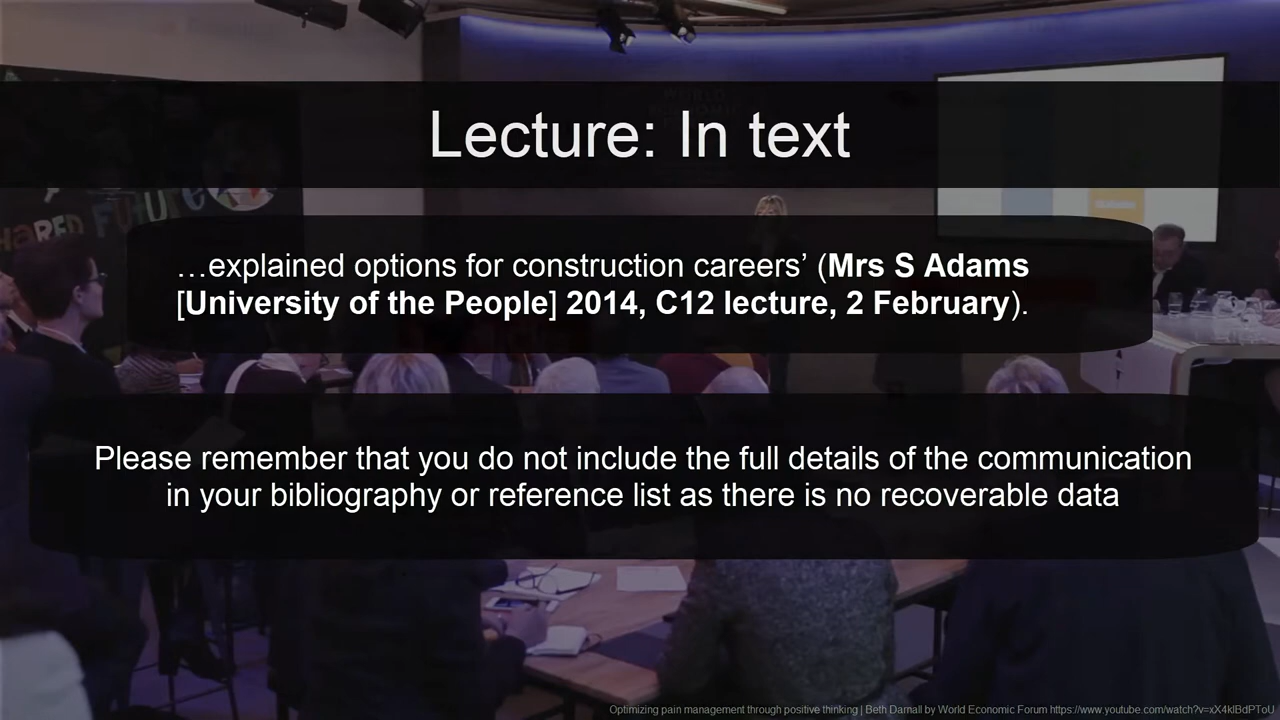 Lecture: In text
SHARED FUTURE
…explained options for construction careers’ (Mrs S Adams
[University of the People] 2014, C12 lecture, 2 February).
Please remember that you do not include the full details of the communication
in your bibliography or reference list as there is no recoverable data
Optimizing pain management through positive thinking | Beth Darnall by World Economic Forum https://www.youtube.com/watch?v=xX4klBdPToU